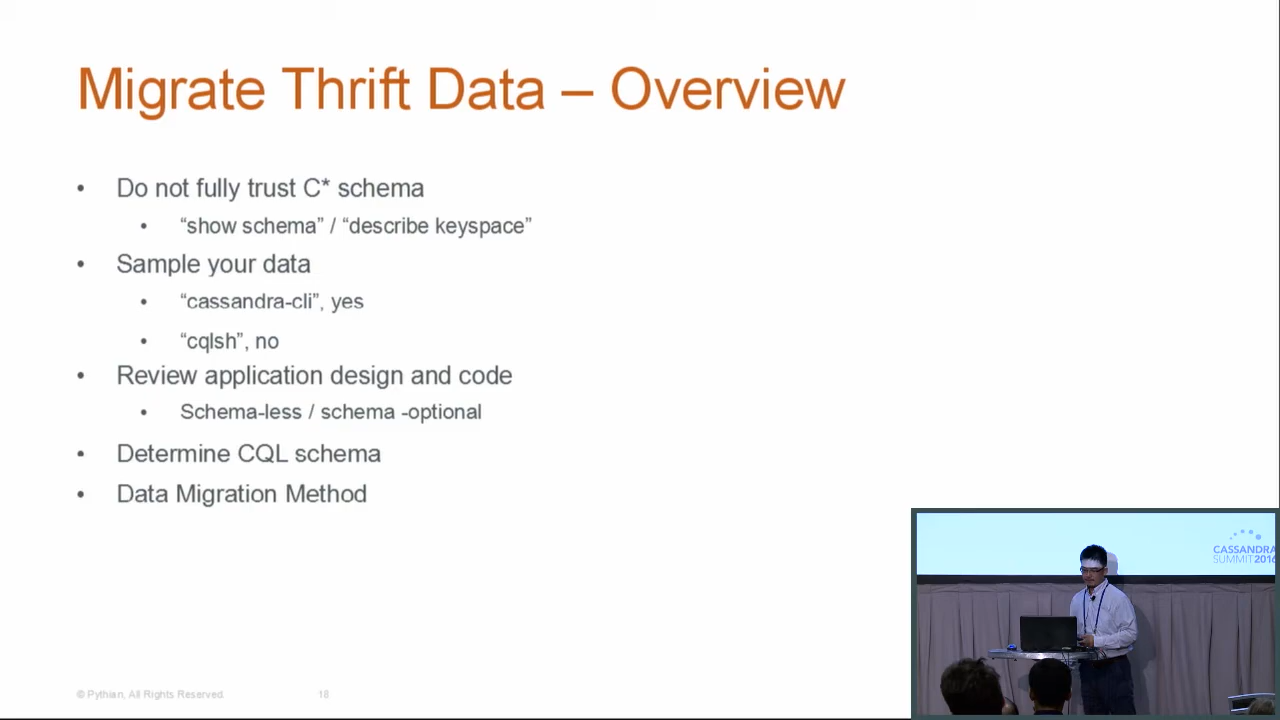 Migrate Thrift Data – Overview
• Do not fully trust C* schema
• “show schema” / “describe keyspace”
• Sample your data
• “cassandra-cli”, yes
• “cqlsh”, no
• Review application design and code
• Schema-less / schema -optional
• Determine CQL schema
• Data Migration Method
© Pythian, All Rights Reserved. 18
CASSANDRA
SUMMIT2016